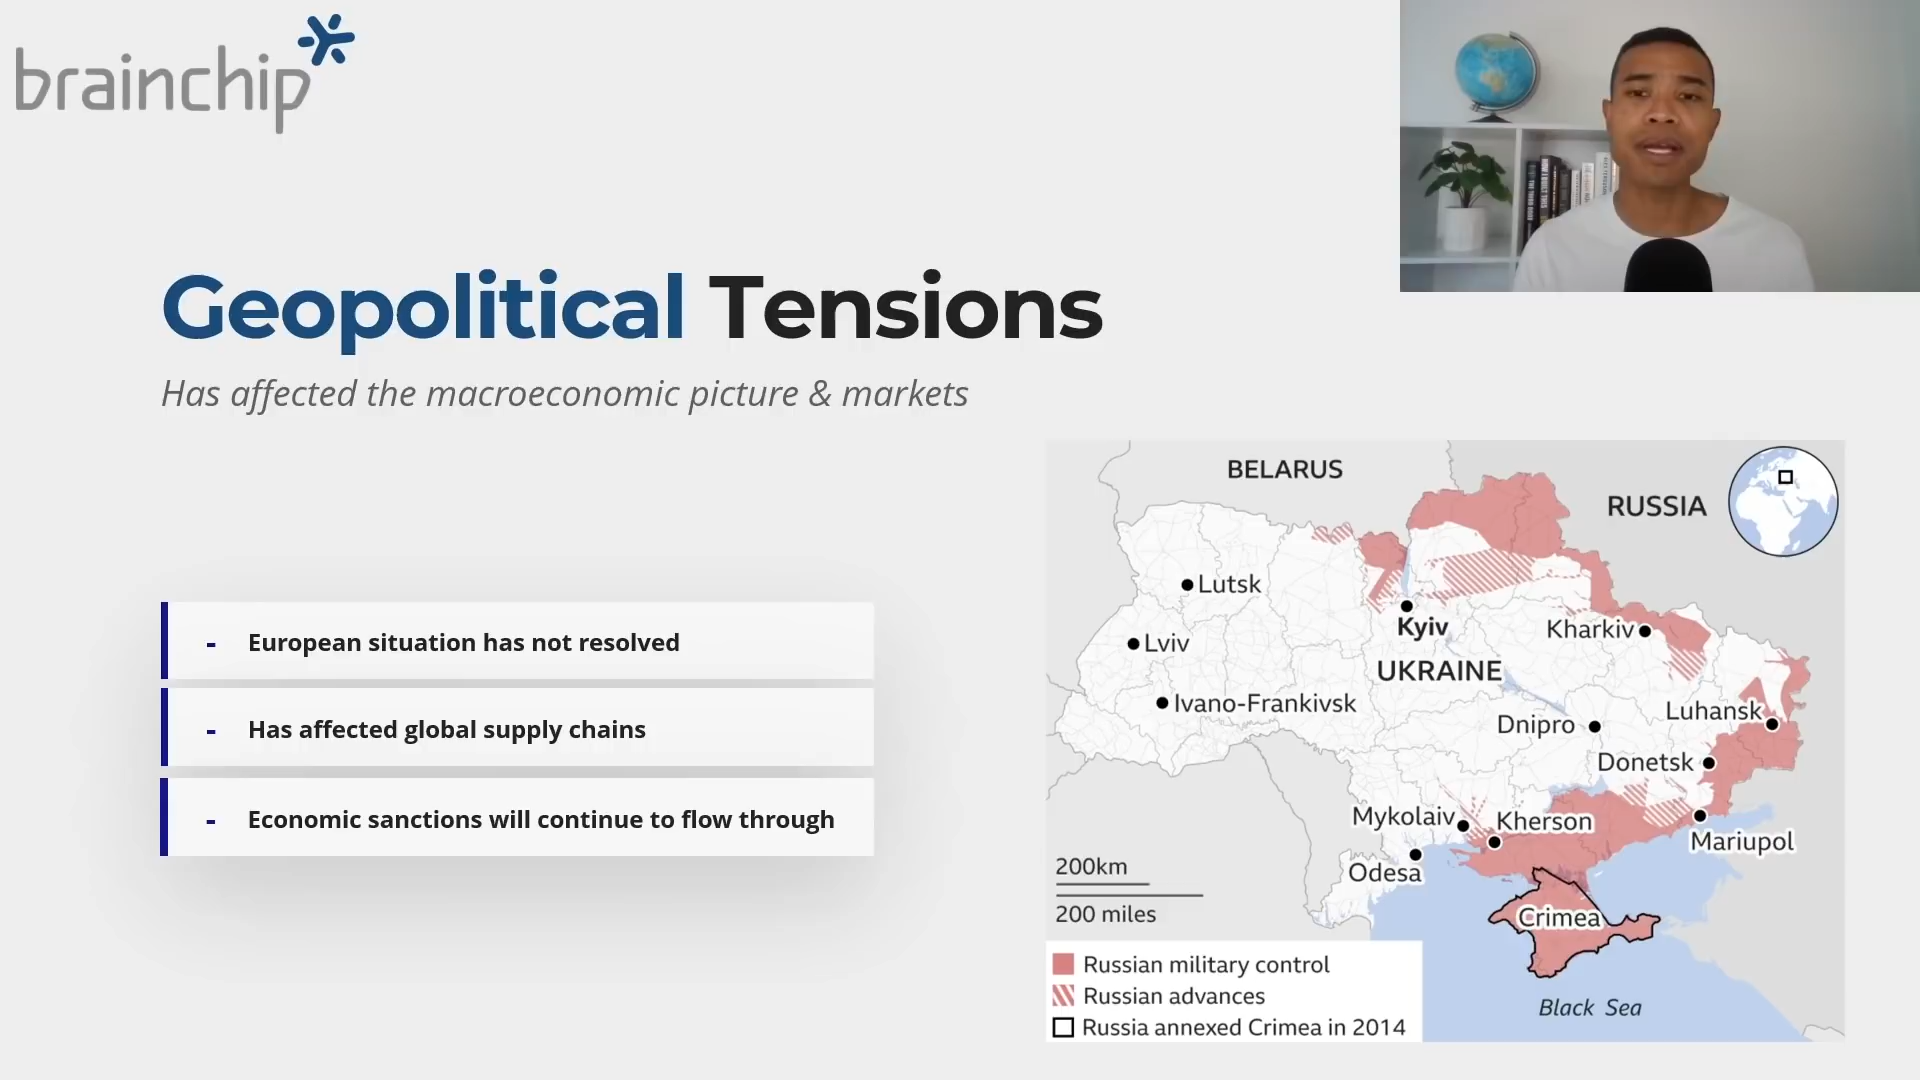 brainchip
Geopolitical Tensions
Has affected the macroeconomic picture & markets
- European situation has not resolved
- Has affected global supply chains
- Economic sanctions will continue to flow through
BELARUS
RUSSIA
Lutsk
Kyiv
Kharkiv
Lviv
UKRAINE
Ivano-Frankivsk
Dnipro
Luhansk
Donetsk
Mykolaiv
Kherson
Mariupol
Odesa
200km
200 miles
Crimea
Russian military control
Russian advances
Russia annexed Crimea in 2014
Black Sea